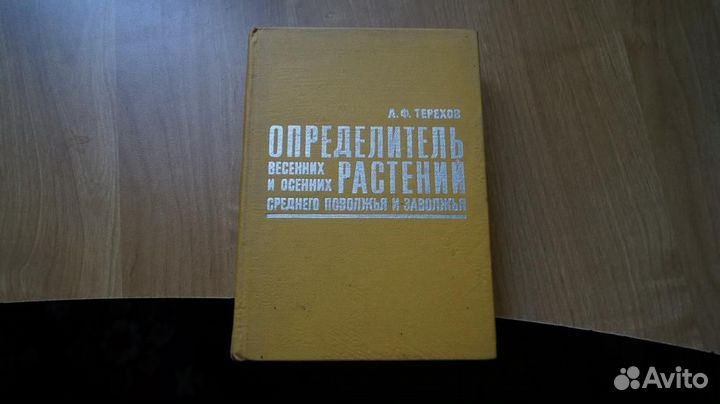 А. Ф. ТЕРЕХОВ
ОПРЕДЕЛИТЕЛЬ
ВЕСЕННИХ
И ОСЕННИХ РАСТЕНИЙ
СРЕДНЕГО ПОВОЛЖЬЯ И ЗАВОЛЖЬЯ
Avito